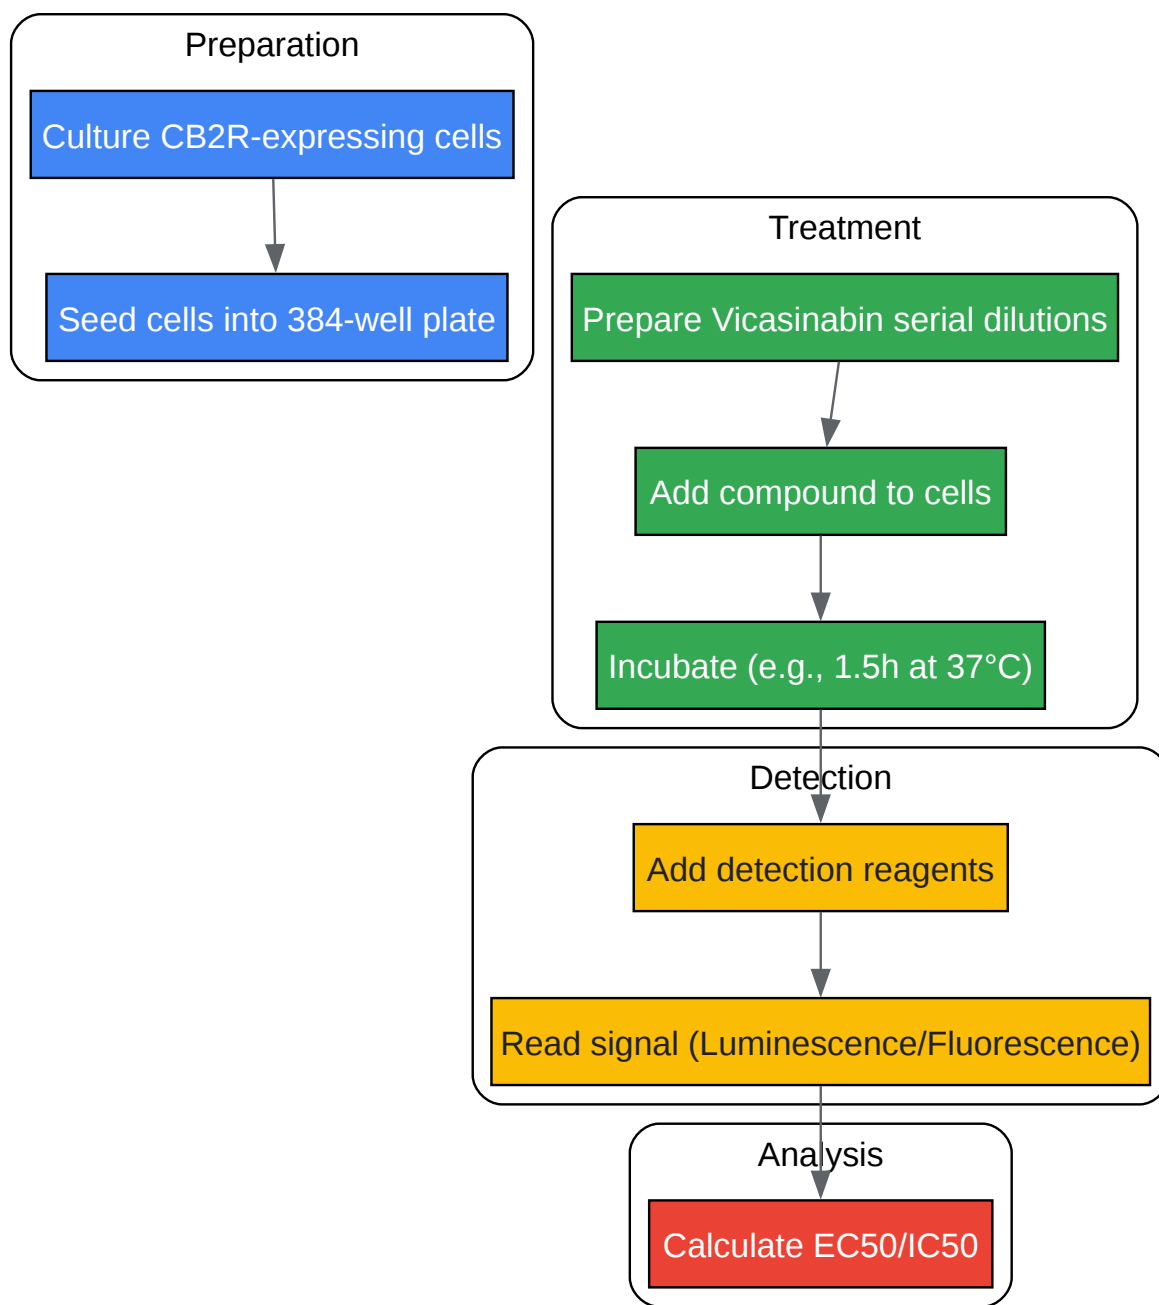 Preparation
Culture CB2R-expressing cells
Seed cells into 384-well plate
Treatment
Prepare Vicasinabin serial dilutions
Add compound to cells
Incubate (e.g., 1.5h at 37°C)
Detection
Add detection reagents
Read signal (Luminescence/Fluorescence)
Analysis
Calculate EC50/IC50